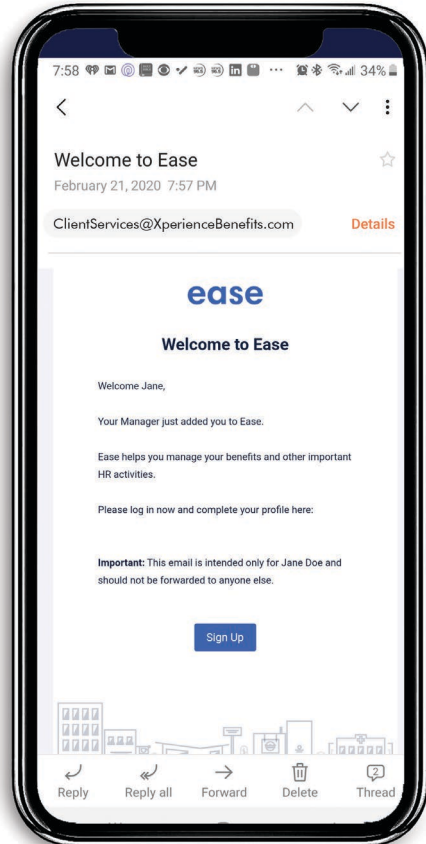 7:58 34%
Welcome to Ease
February 21, 2020 7:57 PM
ClientServices@XperienceBenefits.com Details
ease
Welcome to Ease
Welcome Jane,
Your Manager just added you to Ease.
Ease helps you manage your benefits and other important
HR activities.
Please log in now and complete your profile here:
Important: This email is intended only for Jane Doe and
should not be forwarded to anyone else.
Sign Up
Reply Reply all Forward Delete 2 Thread